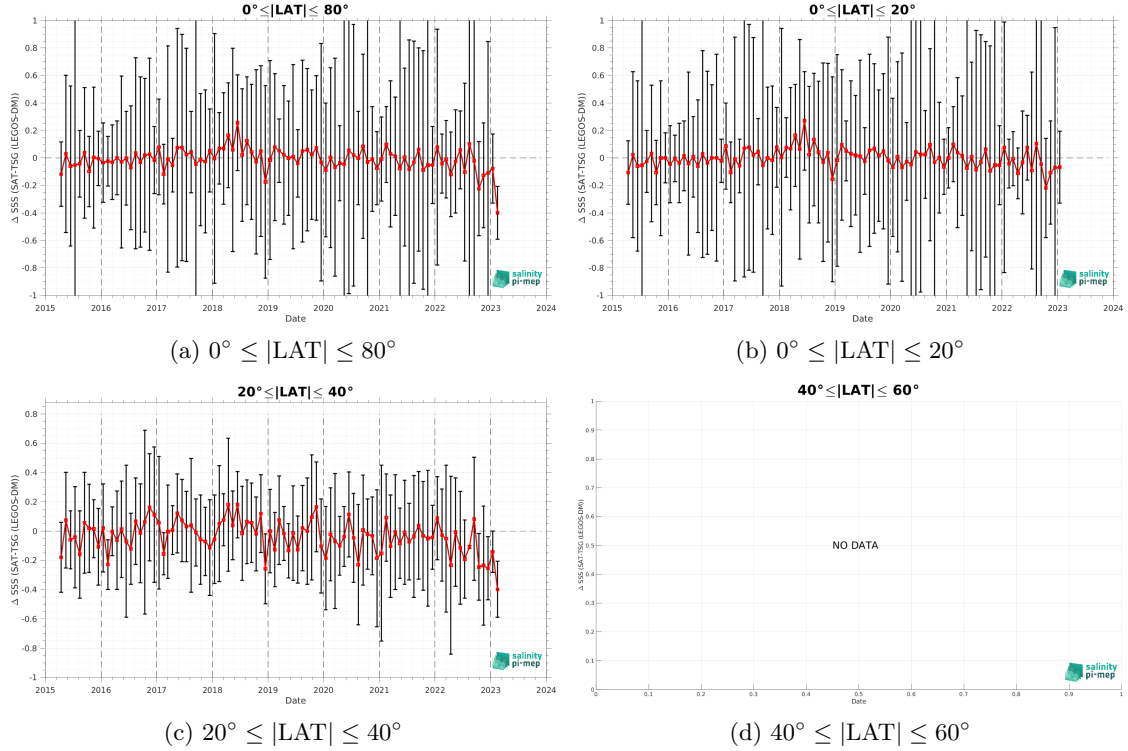 0°≤|LAT|≤ 80°
Δ SSS (SAT-TSG (LEGOS-DM))
1
0.8
0.6
0.4
0.2
0
-0.2
-0.4
-0.6
-0.8
-1
2015 2016 2017 2018 2019 2020 2021 2022 2023 2024
Date
salinity
pi-mep
(a) 0° ≤ |LAT| ≤ 80°
0°≤|LAT|≤ 20°
Δ SSS (SAT-TSG (LEGOS-DM))
1
0.8
0.6
0.4
0.2
0
-0.2
-0.4
-0.6
-0.8
-1
2015 2016 2017 2018 2019 2020 2021 2022 2023 2024
Date
salinity
pi-mep
(b) 0° ≤ |LAT| ≤ 20°
20°≤|LAT|≤ 40°
Δ SSS (SAT-TSG (LEGOS-DM))
0.8
0.6
0.4
0.2
0
-0.2
-0.4
-0.6
-0.8
-1
2015 2016 2017 2018 2019 2020 2021 2022 2023 2024
Date
salinity
pi-mep
(c) 20° ≤ |LAT| ≤ 40°
40°≤|LAT|≤ 60°
Δ SSS (SAT-TSG (LEGOS-DM))
1
0.9
0.8
0.7
0.6
0.5
0.4
0.3
0.2
0.1
0
NO DATA
0 0.1 0.2 0.3 0.4 0.5 0.6 0.7 0.8 0.9 1
Date
salinity
pi-mep
(d) 40° ≤ |LAT| ≤ 60°